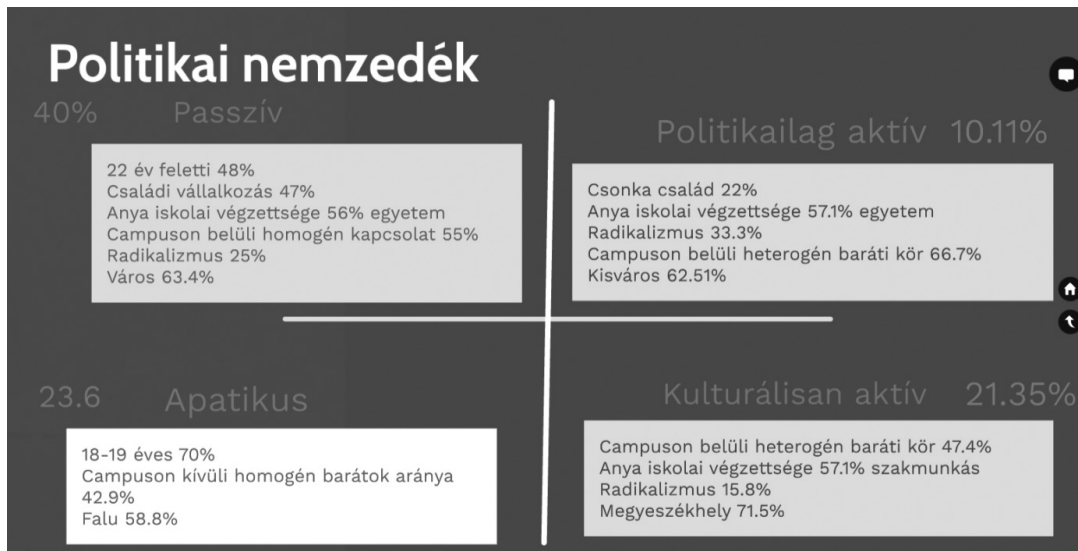 Politikai nemzedék
40% Passzív
22 év feletti 48%
Családi vállalkozás 47%
Anya iskolai végzettsége 56% egyetem
Campuson belüli homogén kapcsolat 55%
Radikalizmus 25%
Város 63.4%
Politikailag aktív 10.11%
Csonka család 22%
Anya iskolai végzettsége 57.1% egyetem
Radikalizmus 33.3%
Campuson belüli heterogén baráti kör 66.7%
Kisváros 62.51%
23.6 Apatikus
18-19 éves 70%
Campuson kívüli homogén barátok aránya
42.9%
Falu 58.8%
Kulturálisan aktív 21.35%
Campuson belüli heterogén baráti kör 47.4%
Anya iskolai végzettsége 57.1% szakmunkás
Radikalizmus 15.8%
Megyeszékhely 71.5%